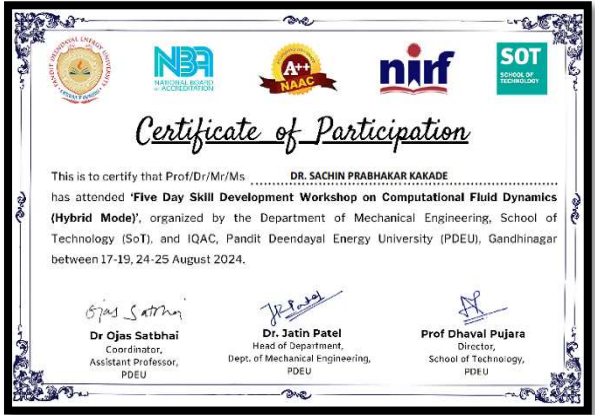 PANDIT DEENDAYAL ENERGY UNIVERSITY
NBA
NATIONAL BOARD
of ACCREDITATION
A++
NAAC
nirf
SOT
SCHOOL OF
TECHNOLOGY
Certificate of Participation
This is to certify that Prof/Dr/Mr/Ms DR. SACHIN PRABHAKAR KAKADE
has attended 'Five Day Skill Development Workshop on Computational Fluid Dynamics
(Hybrid Mode)', organized by the Department of Mechanical Engineering, School of
Technology (SoT), and IQAC, Pandit Deendayal Energy University (PDEU), Gandhinagar
between 17-19, 24-25 August 2024.
Ojas Satbhai
Dr Ojas Satbhai
Coordinator,
Assistant Professor,
PDEU
Dr. Jatin Patel
Head of Department,
Dept. of Mechanical Engineering,
PDEU
Prof Dhaval Pujara
Director,
School of Technology,
PDEU